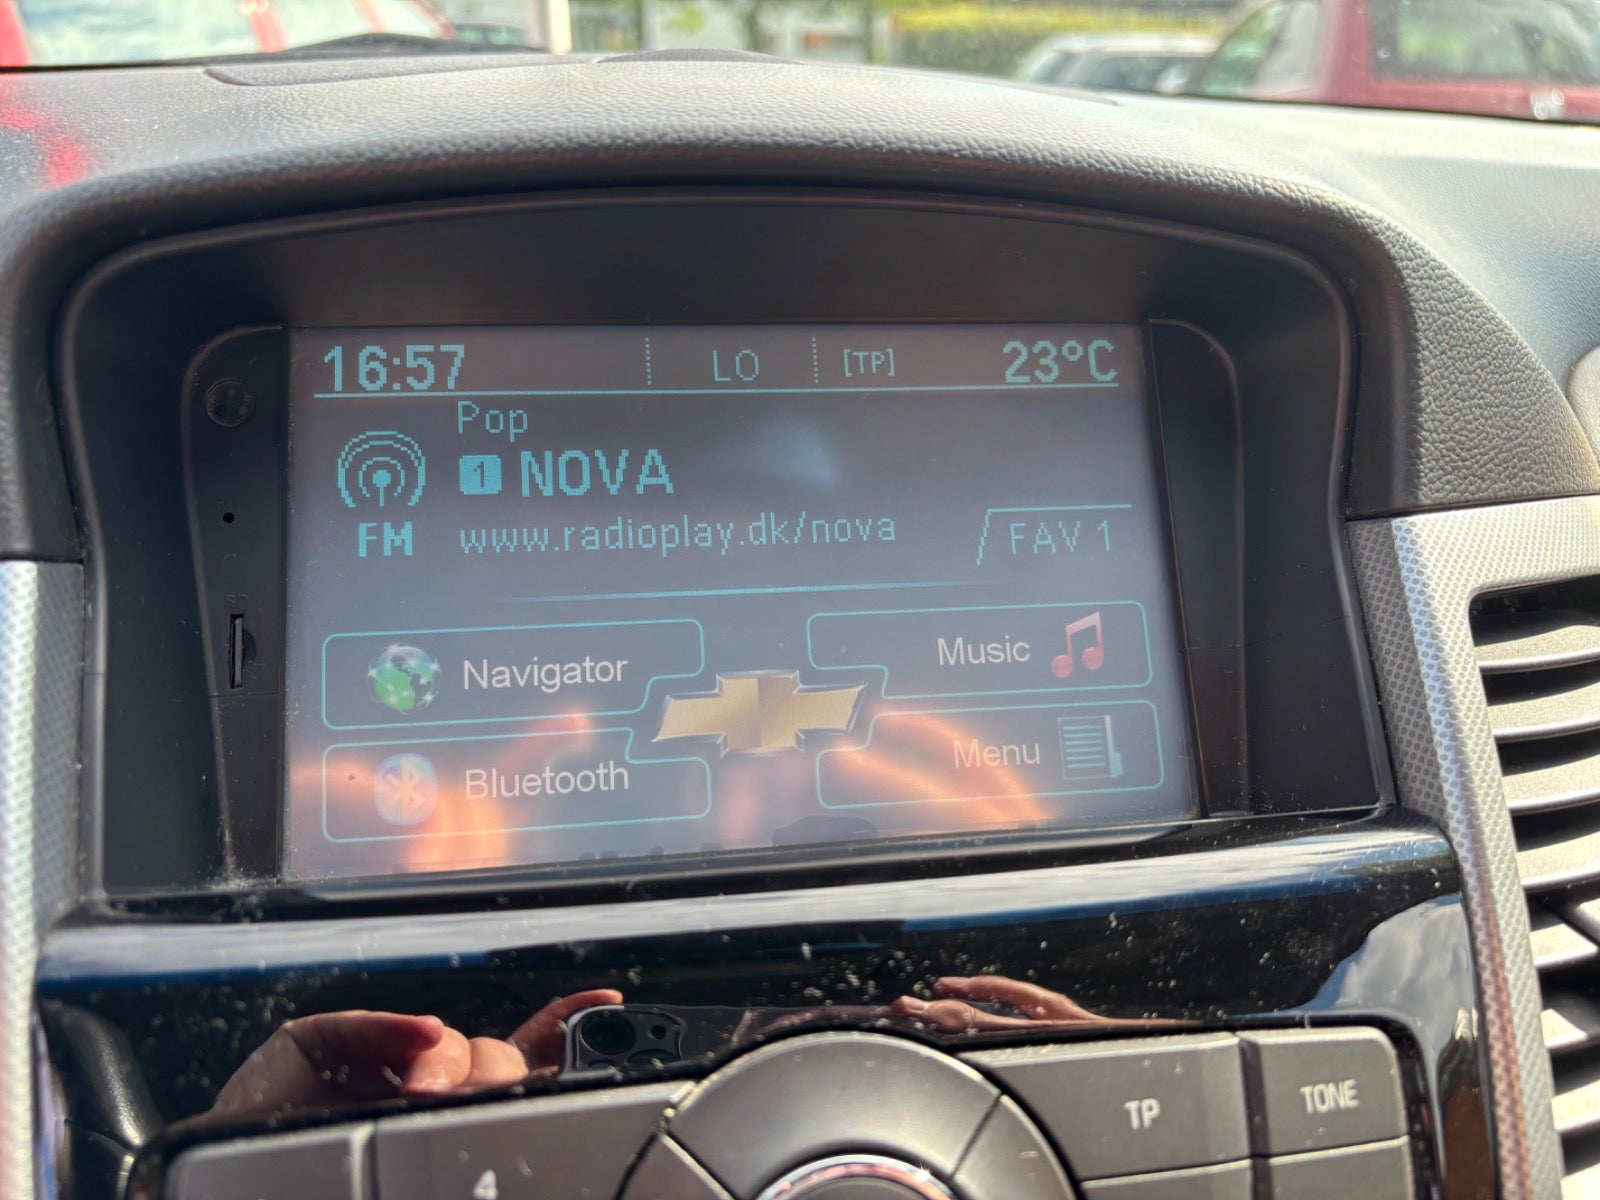 16:57 LO [TP] 23°C
Pop
1 NOVA
FM www.radioplay.dk/nova FAV 1
Navigator Music
Bluetooth Menu
TP TONE
4